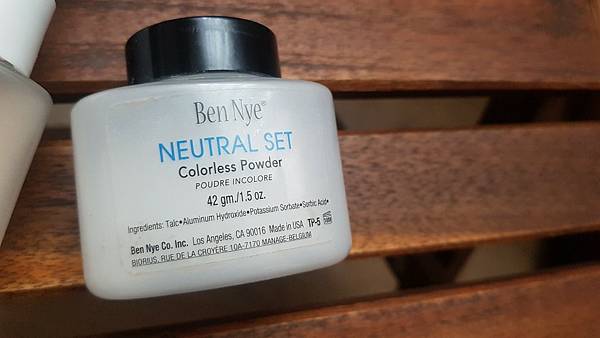 Ben Nye®
NEUTRAL SET
Colorless Powder
POUDRE INCOLORE
42 gm./1.5 oz.
Ingredients: Talc•Aluminum Hydroxide•Potassium Sorbate•Sorbic Acid•
Ben Nye Co. Inc. Los Angeles, CA 90016 Made in USA TP-5
BIORIUS, RUE DE LA CROYERE 10A-7170 MANAGE-BELGIUM